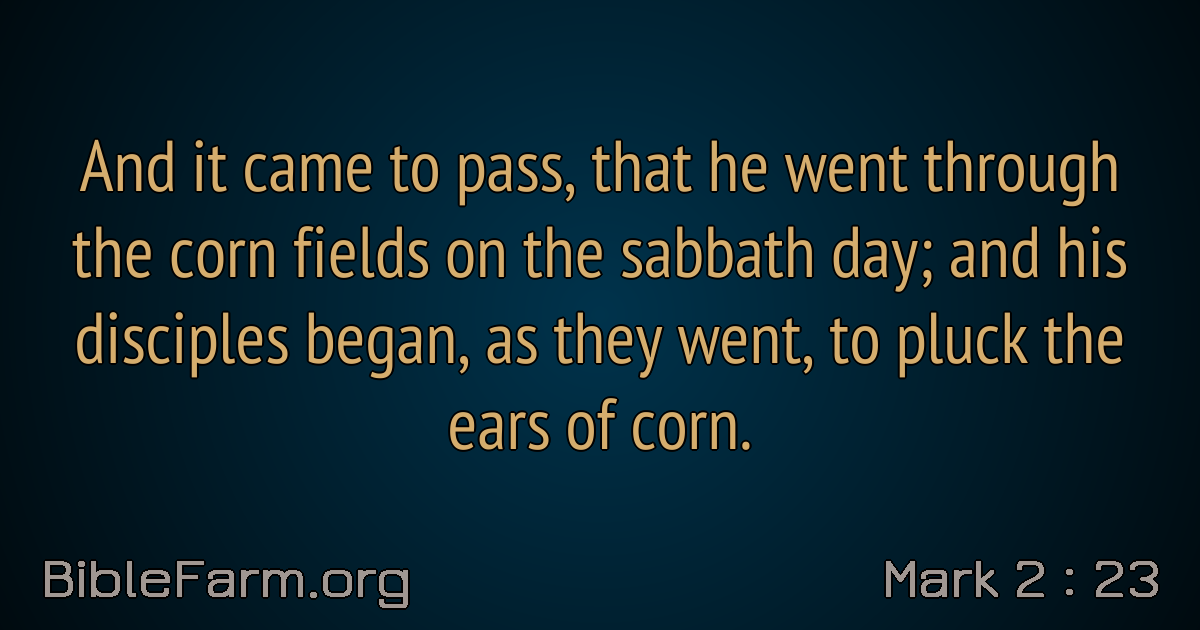 And it came to pass, that he went through
the corn fields on the sabbath day; and his
disciples began, as they went, to pluck the
ears of corn.
BibleFarm.org
Mark 2 : 23